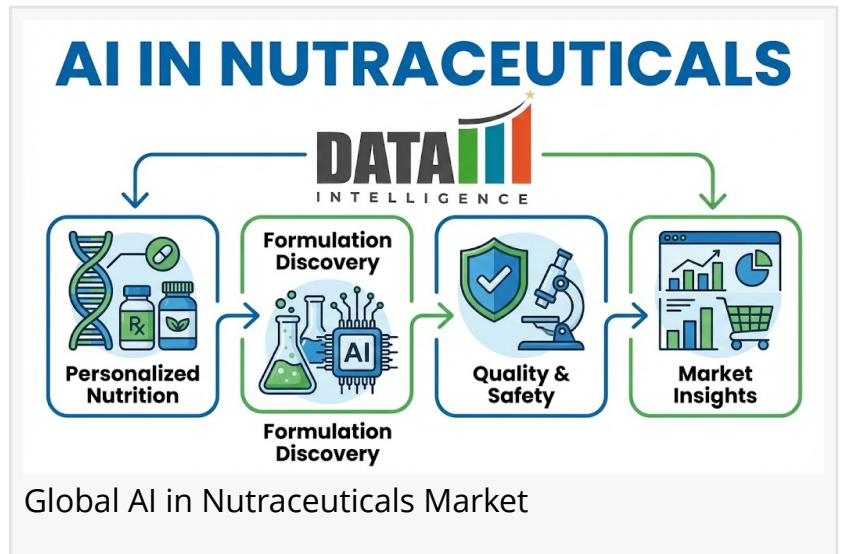 AI IN NUTRACEUTICALS
DATA
INTELLIGENCE
Formulation
Discovery
Rx
AI
Personalized
Nutrition
Quality &
Safety
Market
Insights
Formulation
Discovery
Global AI in Nutraceuticals Market